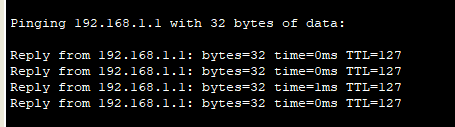 Pinging 192.168.1.1 with 32 bytes of data:
Reply from 192.168.1.1: bytes=32 time=0ms TTL=127
Reply from 192.168.1.1: bytes=32 time=0ms TTL=127
Reply from 192.168.1.1: bytes=32 time=1ms TTL=127
Reply from 192.168.1.1: bytes=32 time=0ms TTL=127